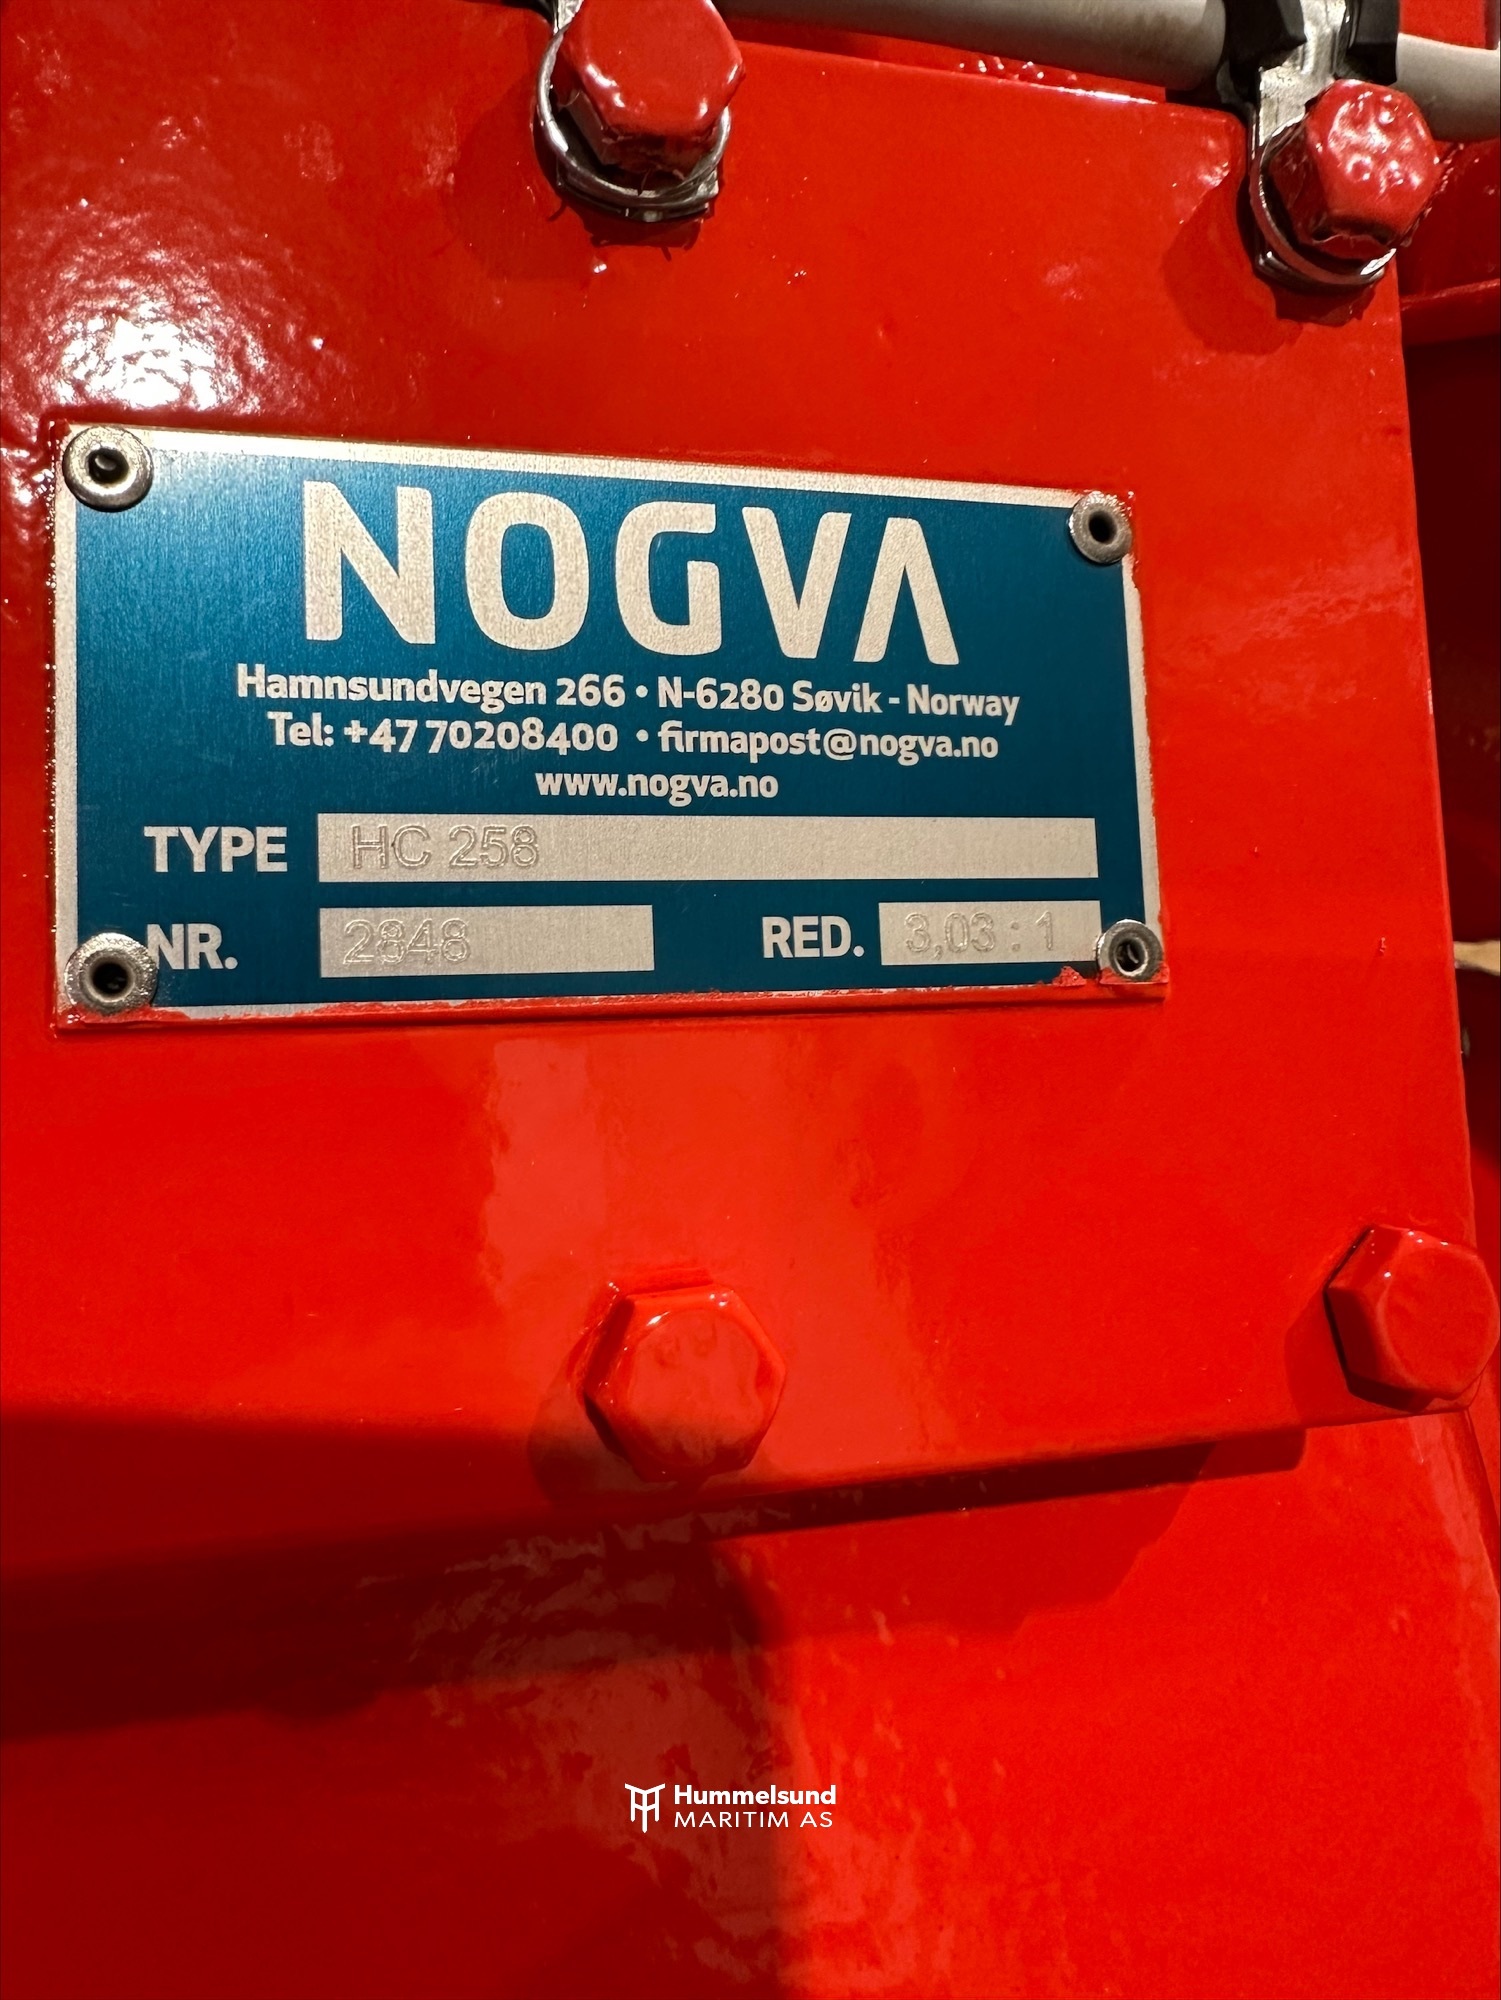 NOGVA
Hamnsundvegen 266 • N-6280 Søvik - Norway
Tel: +47 70208400 • firmapost@nogva.no
www.nogva.no
TYPE HC 258
NR. 2848 RED. 3,03 : 1
Hummelsund
MARITIM AS